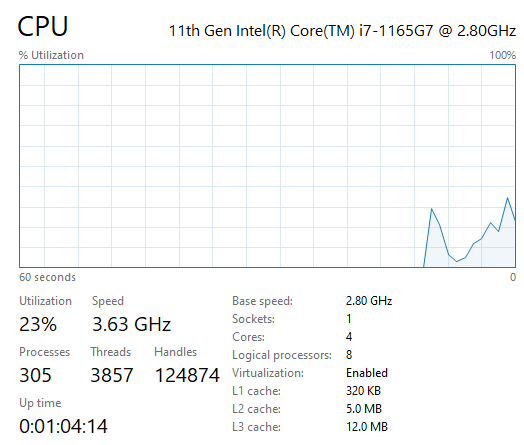 CPU 11th Gen Intel(R) Core(TM) i7-1165G7 @ 2.80GHz
% Utilization 100%
60 seconds 0
Utilization Speed
23% 3.63 GHz
Processes Threads Handles
305 3857 124874
Up time
0:01:04:14
Base speed: 2.80 GHz
Sockets: 1
Cores: 4
Logical processors: 8
Virtualization: Enabled
L1 cache: 320 KB
L2 cache: 5.0 MB
L3 cache: 12.0 MB